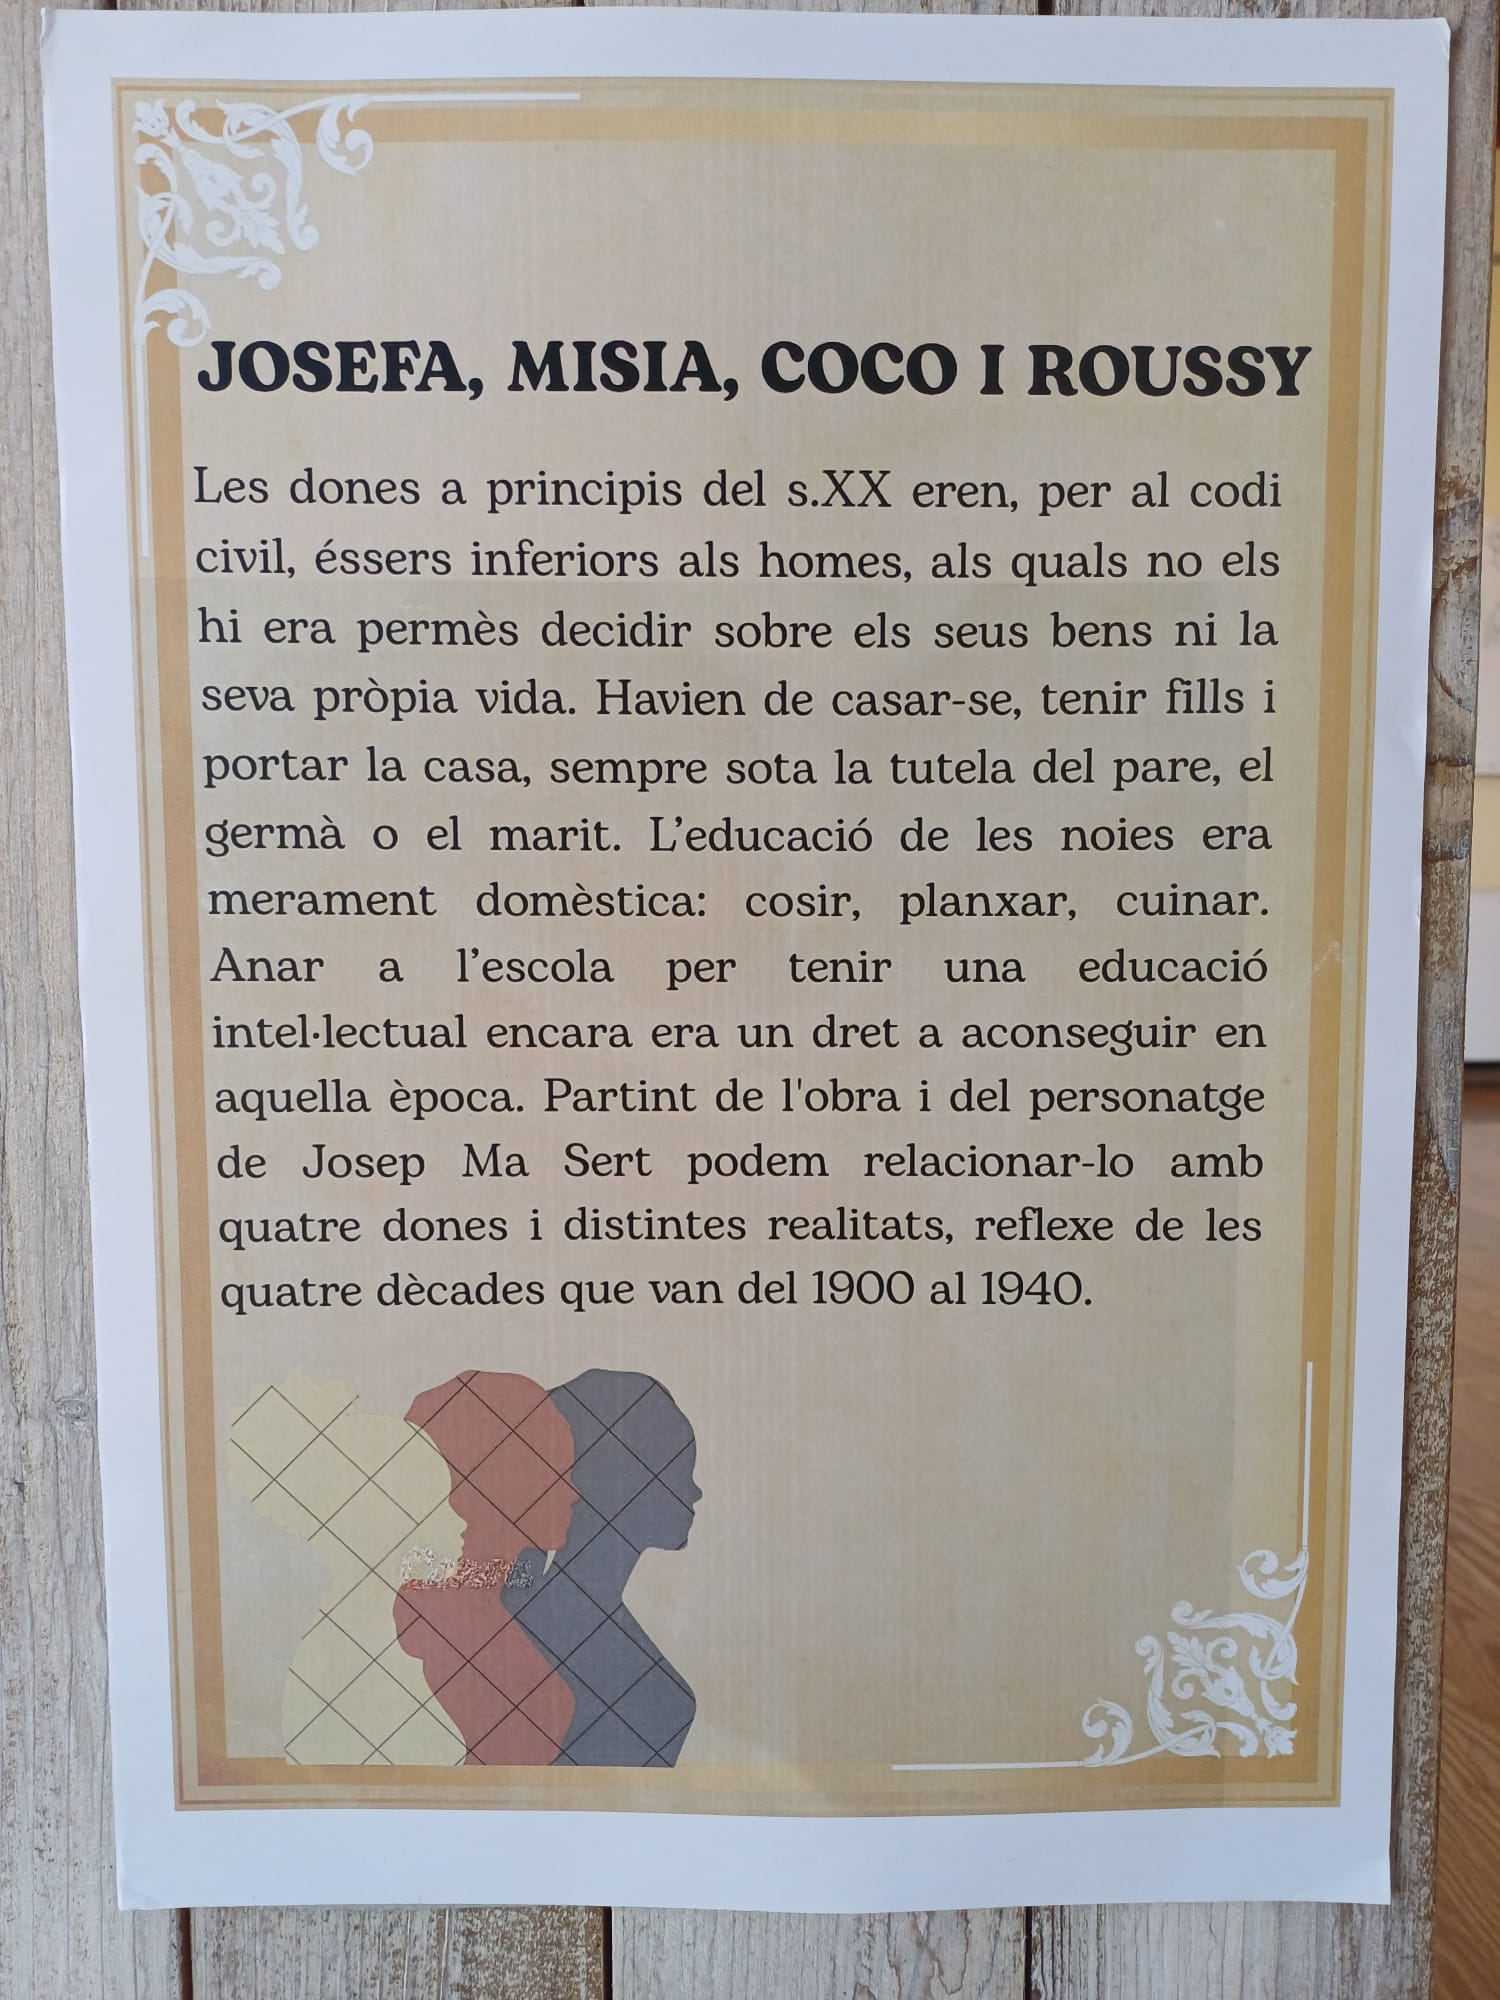 JOSEFA, MISIA, COCO I ROUSSY
Les dones a principis del s.XX eren, per al codi
civil, éssers inferiors als homes, als quals no els
hi era permès decidir sobre els seus bens ni la
seva pròpia vida. Havien de casar-se, tenir fills i
portar la casa, sempre sota la tutela del pare, el
germà o el marit. L’educació de les noies era
merament domèstica: cosir, planxar, cuinar.
Anar a l’escola per tenir una educació
intel·lectual encara era un dret a aconseguir en
aquella època. Partint de l'obra i del personatge
de Josep Ma Sert podem relacionar-lo amb
quatre dones i distintes realitats, reflexe de les
quatre dècades que van del 1900 al 1940.